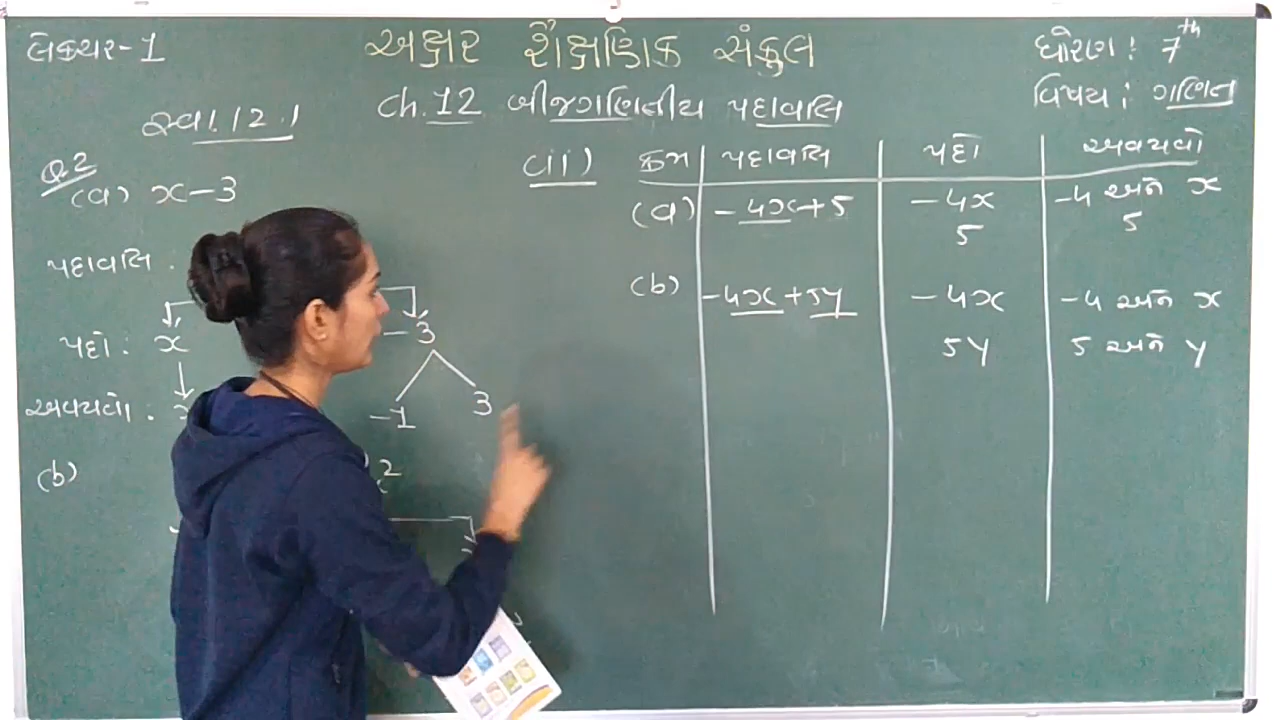 લેક્ચર-1
અક્ષર શૈક્ષણિક સંકુલ
ધોરણ : 7th
વિષય : ગણિત
Ch.12 બીજગણિતીય પદાવલિ
સ્વા.12.1
Q.2
(a) x-3
પદાવલિ.
પદો : x -3
અવયવો : -1 3
(b) 2
(ii) ક્રમ પદાવલિ પદો અવયવો
(a) -4x+5 -4x -4 અને x
5 5
(b) -4x+5y -4x -4 અને x
5y 5 અને y